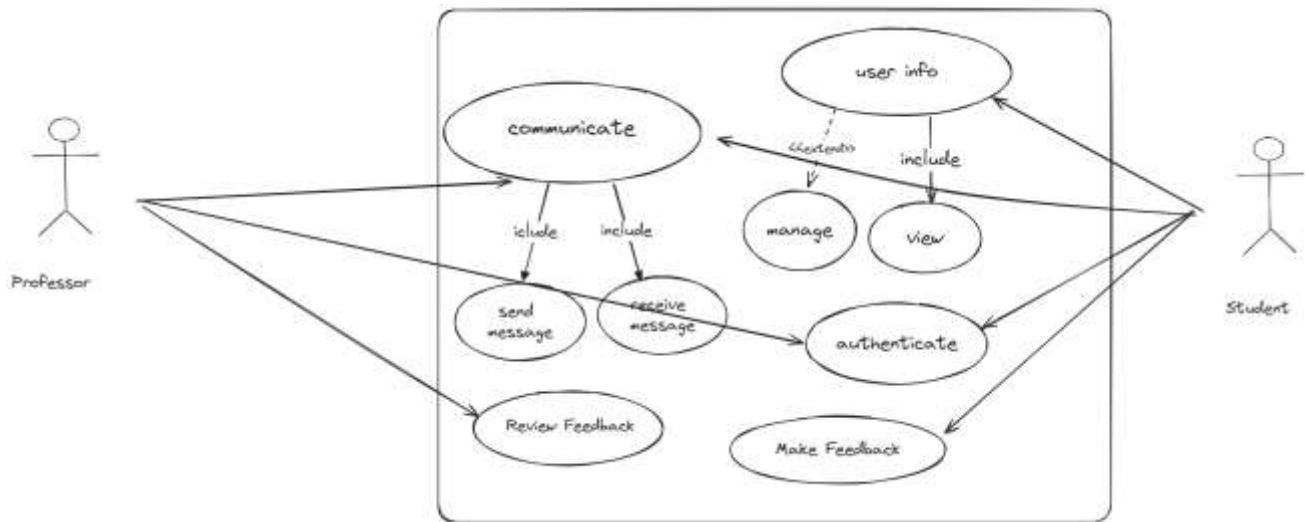 user info
communicate
<<extend>>
include
iclude
include
manage
view
Professor
send
message
receive
message
Student
authenticate
Review Feedback
Make Feedback